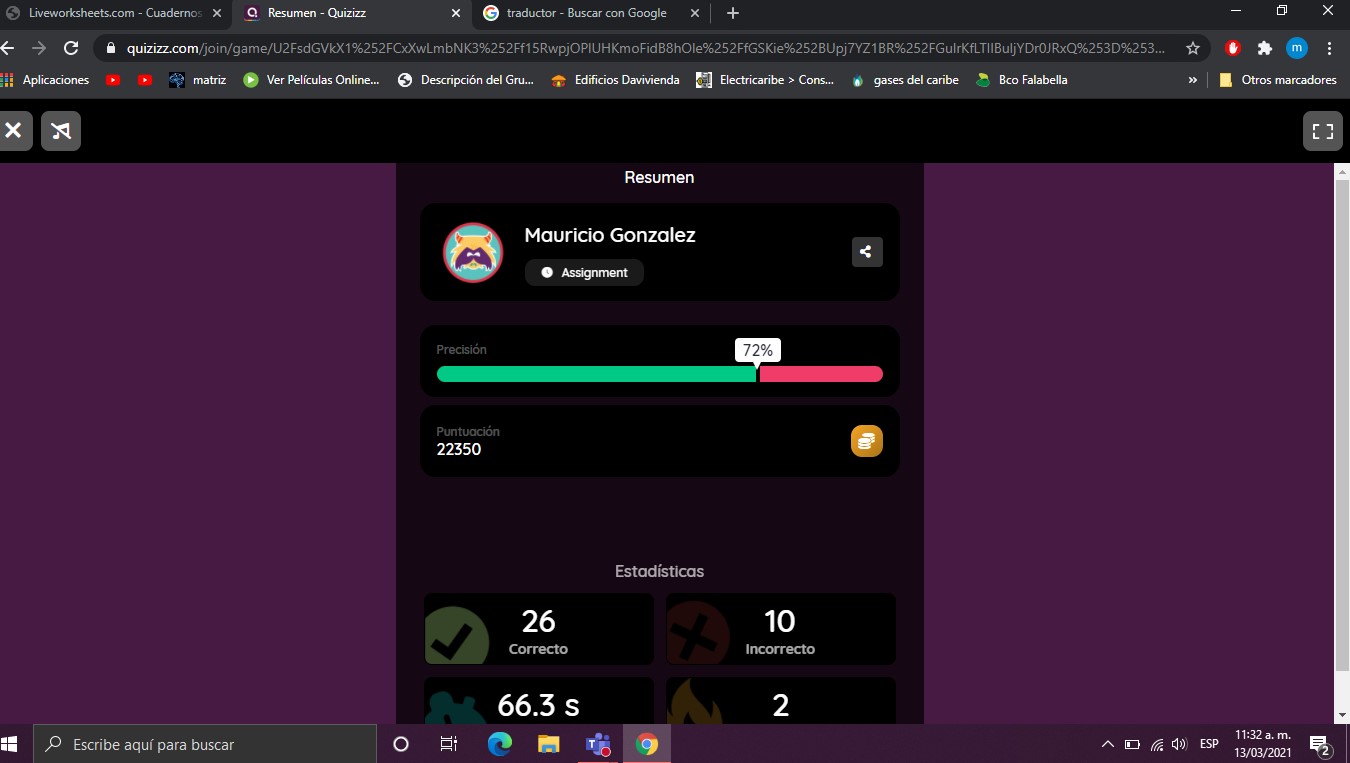 Liveworksheets.com - Cuadernos
Resumen - Quizizz
traductor - Buscar con Google
quizizz.com/join/game/U2FsdGVkX1%252FCxXwLmbNK3%252Ff15RwpjOPlUHKmoFidB8hOle%252FfGSKie%252BUpj7YZ1BR%252FGulrKfLTlIBuIjYDr0JRxQ%253D%253...
m
Aplicaciones
matriz
Ver Películas Online...
Descripción del Gru...
Edificios Davivienda
Electricaribe > Cons...
gases del caribe
Bco Falabella
»
Otros marcadores
Resumen
Mauricio Gonzalez
Assignment
Precisión
72%
Puntuación
22350
Estadísticas
26
Correcto
10
Incorrecto
66.3 s
2
Escribe aquí para buscar
ESP
11:32 a. m.
13/03/2021
2